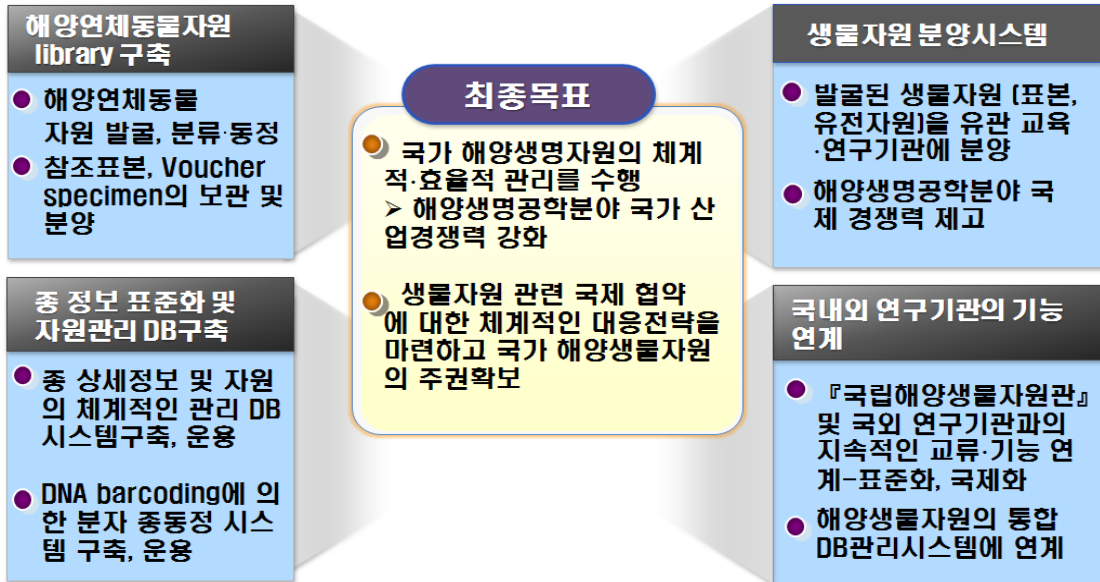 해양연체동물자원
library 구축
해양연체동물
자원 발굴, 분류·동정
참조표본, Voucher
specimen의 보관 및
분양
최종목표
국가 해양생명자원의 체계
적·효율적 관리를 수행
➢ 해양생명공학분야 국가 산
업경쟁력 강화
생물자원 관련 국제 협약
에 대한 체계적인 대응전략을
마련하고 국가 해양생물자원
의 주권확보
생물자원 분양시스템
발굴된 생물자원 (표본,
유전자원)을 유관 교육
·연구기관에 분양
해양생명공학분야 국
제 경쟁력 제고
종 정보 표준화 및
자원관리 DB구축
종 상세정보 및 자원
의 체계적인 관리 DB
시스템구축, 운용
DNA barcoding에 의
한 분자 종동정 시스
템 구축, 운용
국내외 연구기관의 기능
연계
『국립해양생물자원관』
및 국외 연구기관과의
지속적인 교류·기능 연
계-표준화, 국제화
해양생물자원의 통합
DB관리시스템에 연계